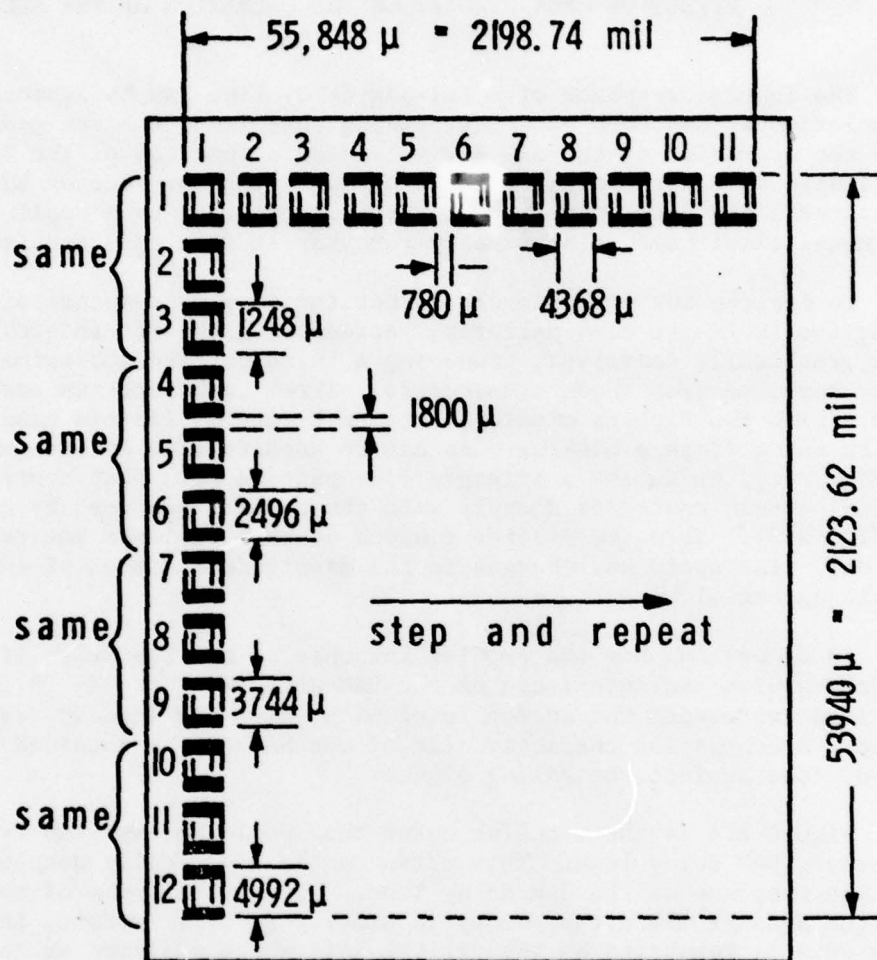 55,848 μ = 2198.74 mil
1 2 3 4 5 6 7 8 9 10 11
1
same
2
780 μ
4368 μ
3
1248 μ
4
1800 μ
same
5
6
2496 μ
7
step and repeat
same
8
9
3744 μ
10
same
11
12
4992 μ
53940 μ = 2123.62 mil